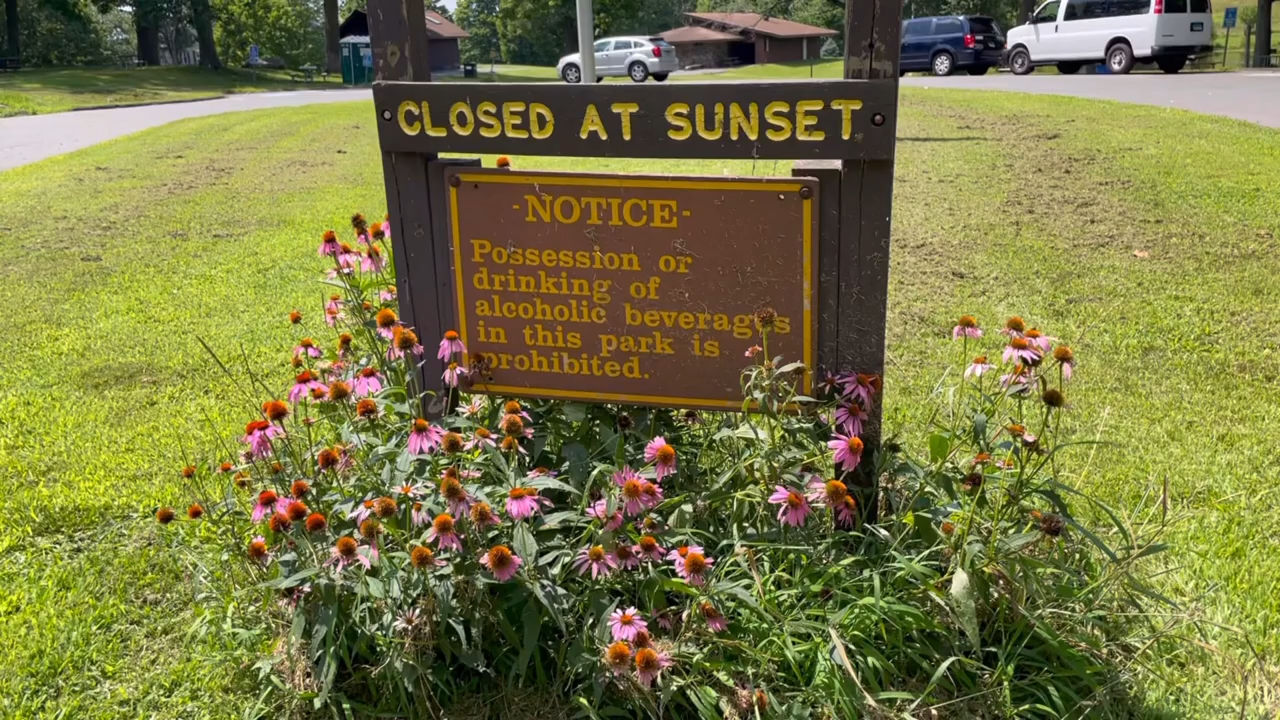 CLOSED AT SUNSET
-NOTICE-
Possession or
drinking of
alcoholic beverages
in this park is
prohibited.